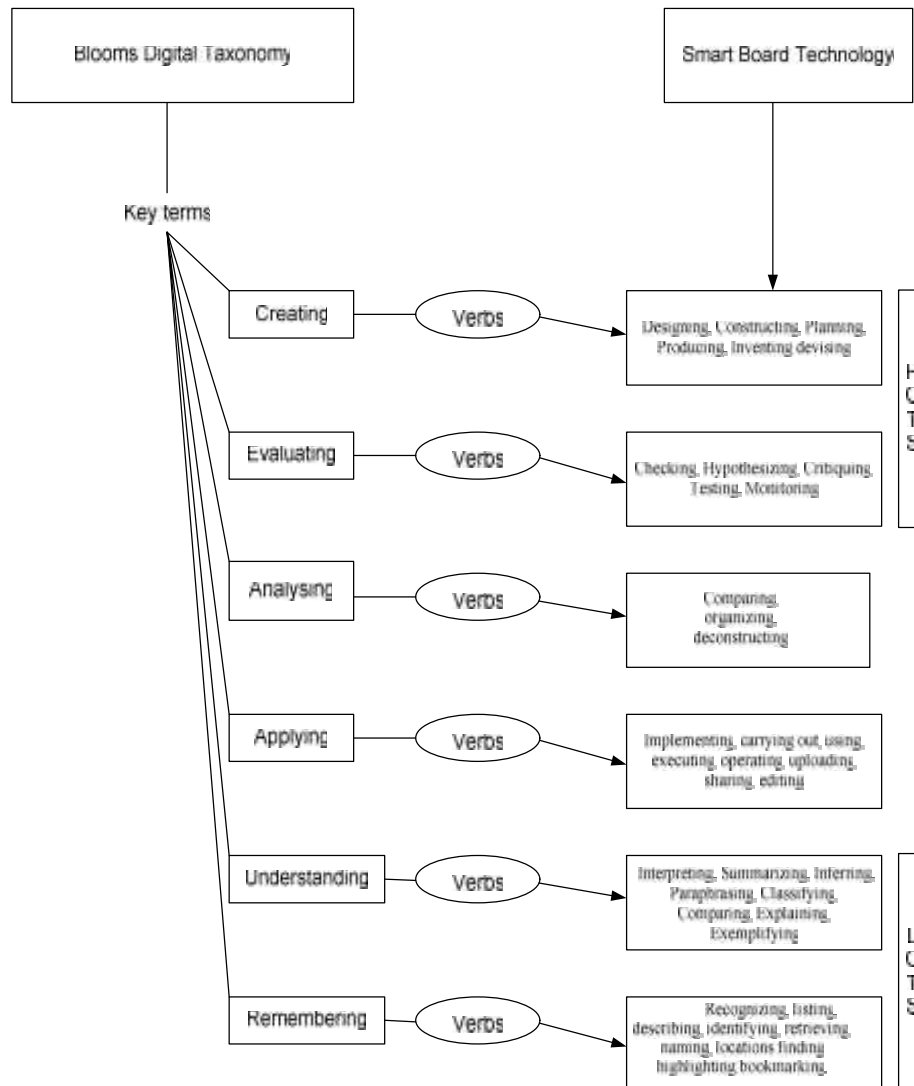 Blooms Digital Taxonomy
Smart Board Technology
Key terms
Creating
Verbs
Designing, Constructing, Planning,
Producing, Inventing devising
Evaluating
Verbs
Checking, Hypothesizing, Critiquing,
Testing, Monitoring
Analysing
Verbs
Comparing,
organizing,
deconstructing
Applying
Verbs
Implementing, carrying out, using,
executing, operating, uploading,
sharing, editing
Understanding
Verbs
Interpreting, Summarizing, Inferring,
Paraphrasing, Classifying,
Comparing, Explaining,
Exemplifying
Remembering
Verbs
Recognizing, listing,
describing, identifying, retrieving,
naming, locations finding
highlighting bookmarking,